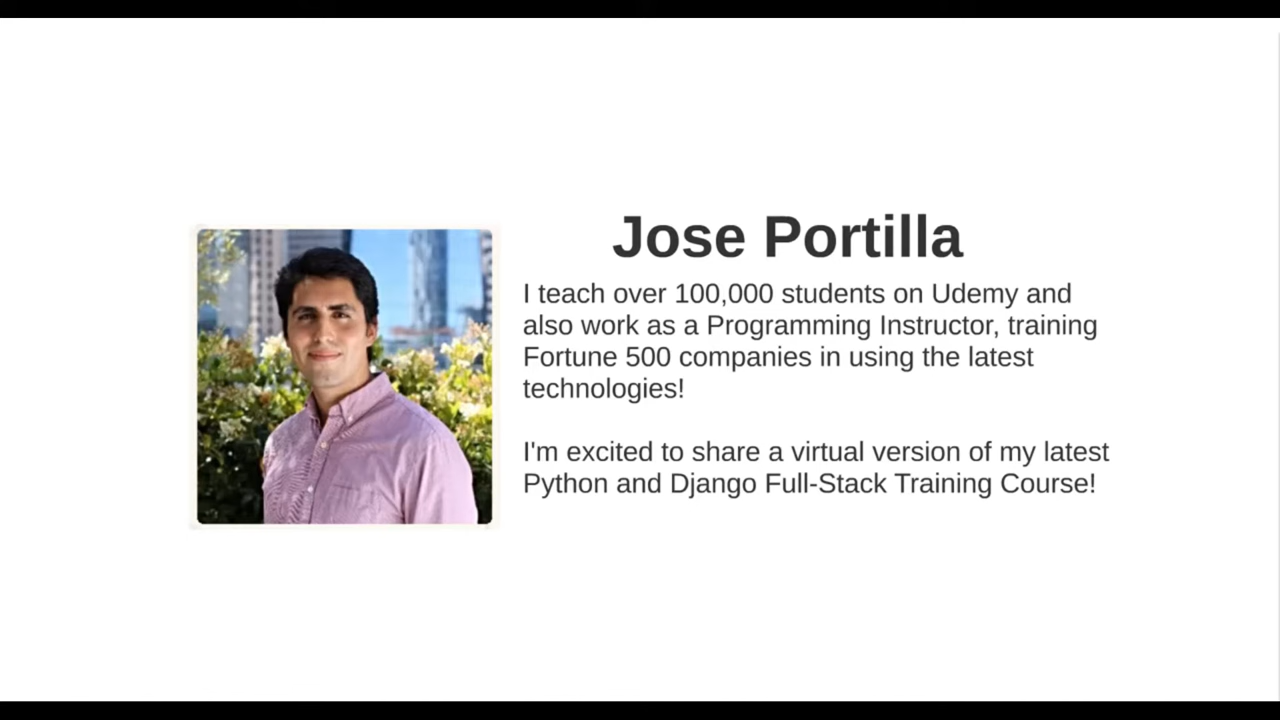 Jose Portilla
I teach over 100,000 students on Udemy and
also work as a Programming Instructor, training
Fortune 500 companies in using the latest
technologies!
I'm excited to share a virtual version of my latest
Python and Django Full-Stack Training Course!